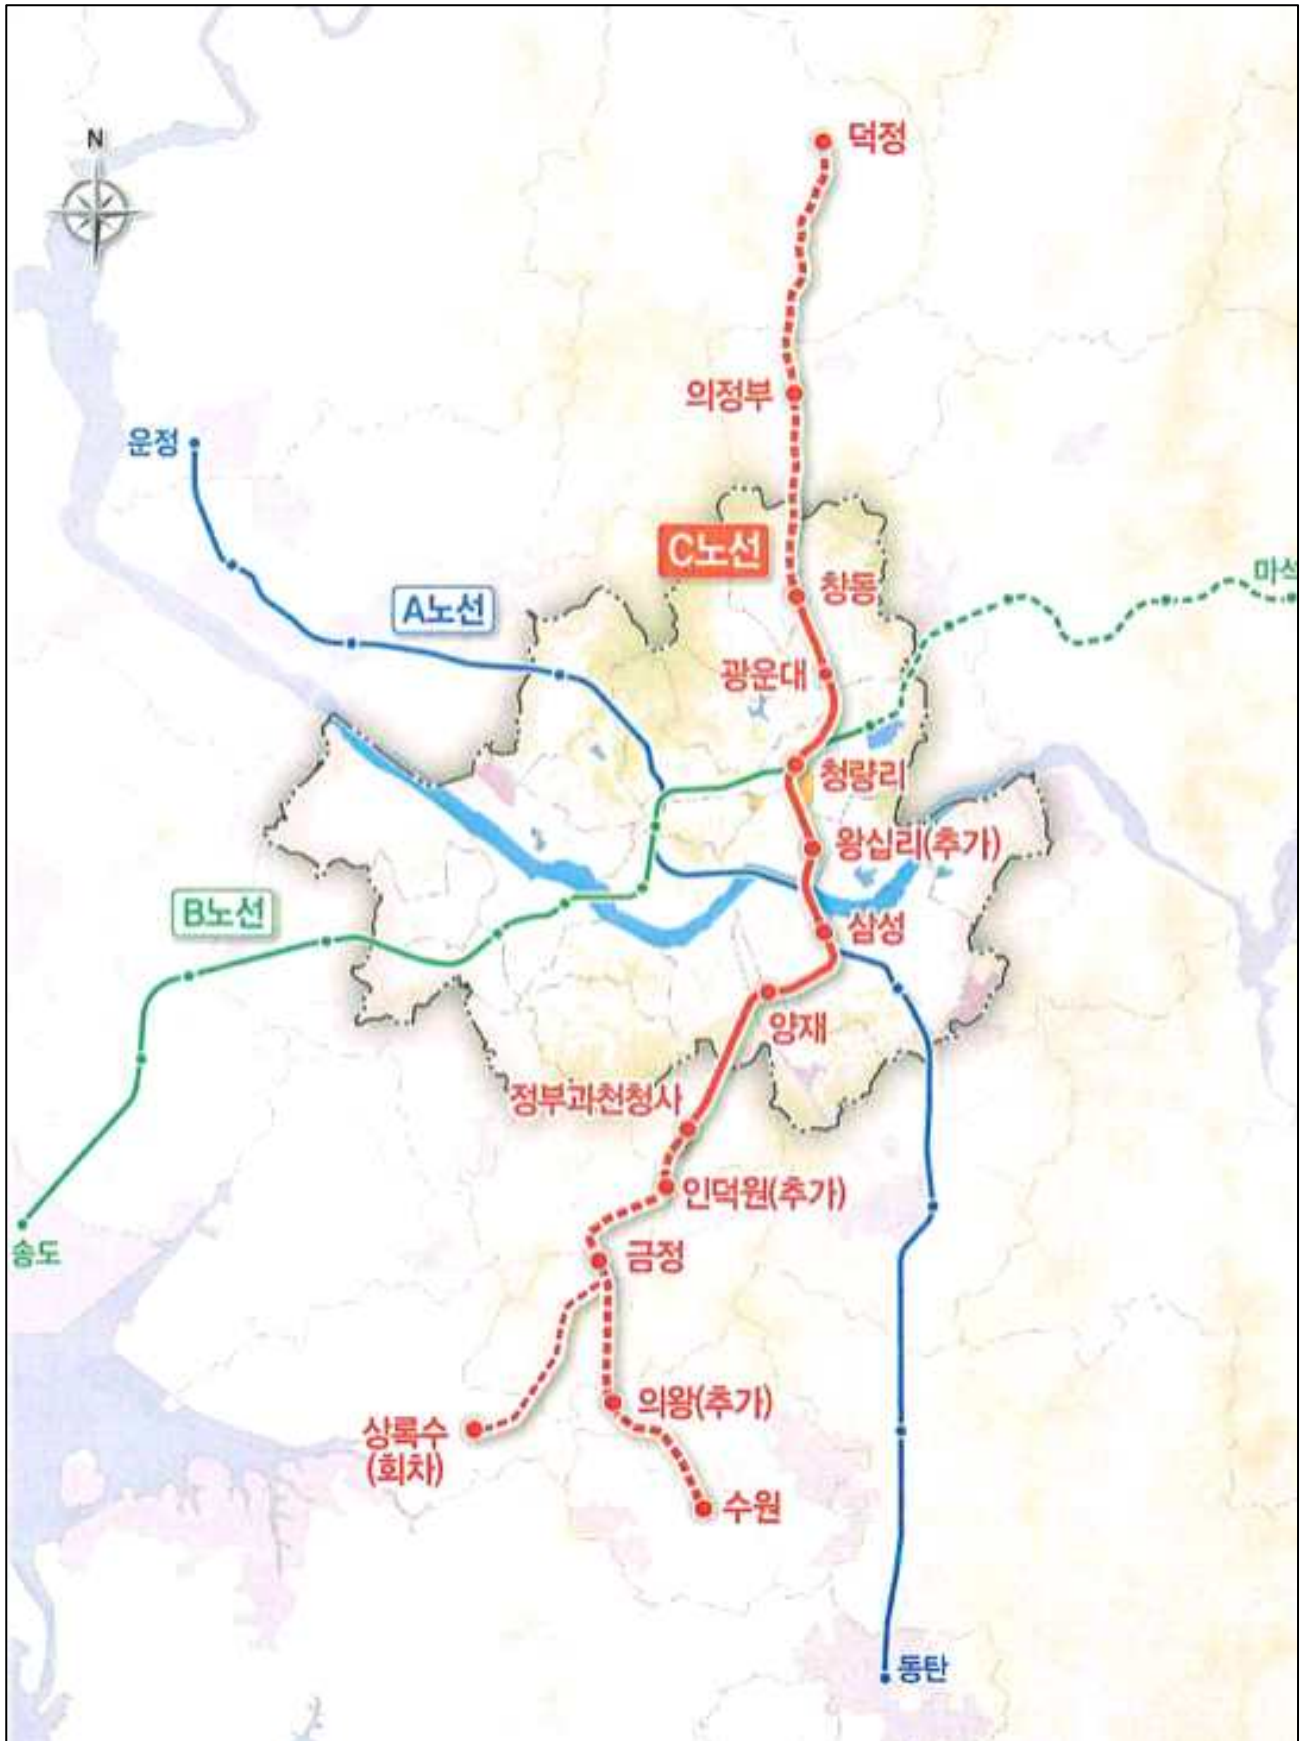 N
덕정
의정부
운정
C노선
마석
창동
A노선
광운대
청량리
왕십리(추가)
B노선
삼성
양재
정부과천청사
인덕원(추가)
송도
금정
의왕(추가)
상록수
(회차)
수원
동탄